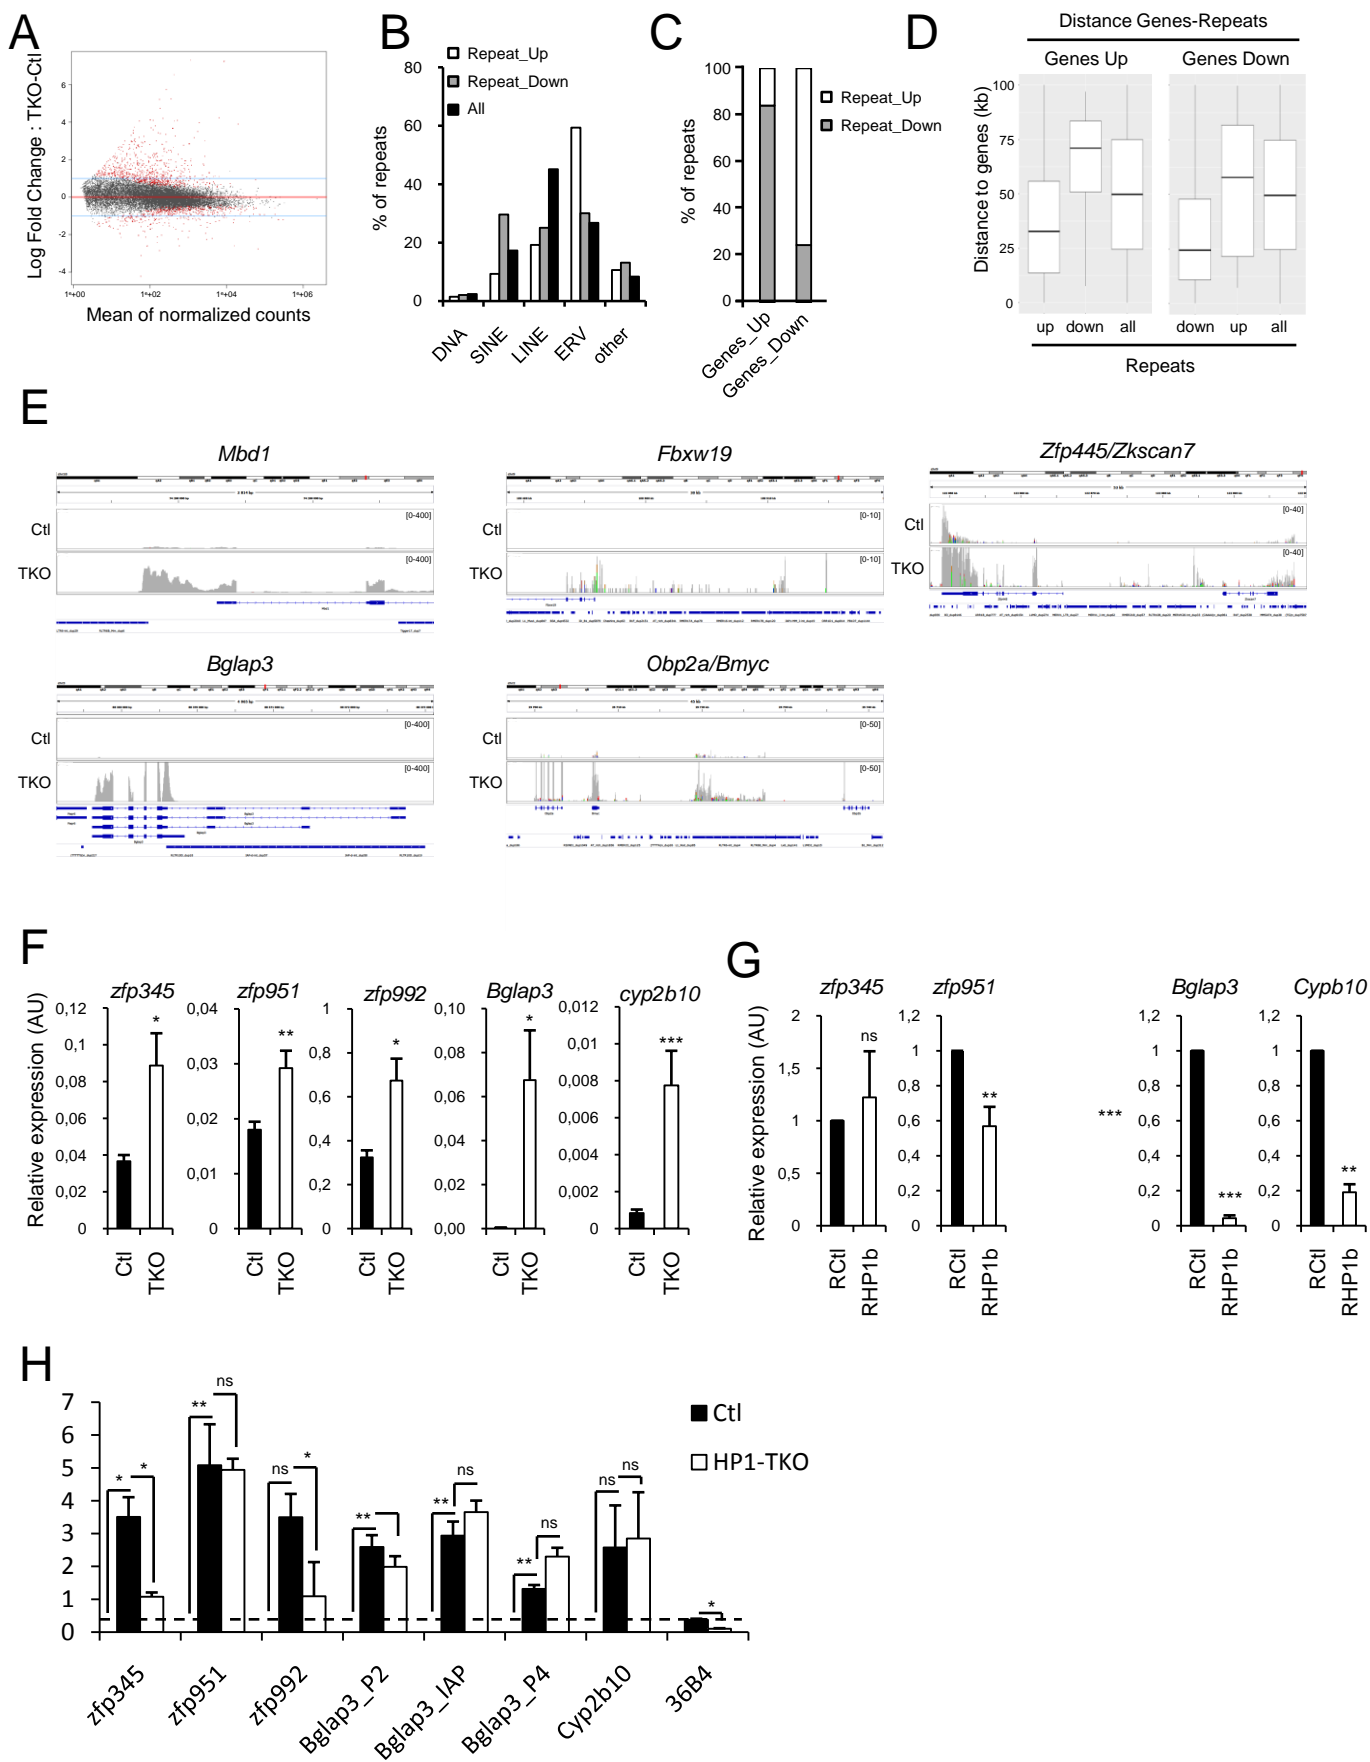 A
Log Fold Change : TKO-Ctl
6
4
2
0
-2
-4
1e+00 1e+02 1e+04 1e+06
Mean of normalized counts
B
Repeat_Up
Repeat_Down
All
% of repeats
80
60
40
20
0
DNA SINE LINE ERV other
C
Repeat_Up
Repeat_Down
% of repeats
100
80
60
40
20
0
Genes_Up Genes_Down
D
Distance Genes-Repeats
Genes Up Genes Down
Distance to genes (kb)
100
75
50
25
0
up down all down up all
Repeats
E
Mbd1
Ctl [0-400]
TKO [0-400]
Fbxw19
Ctl [0-10]
TKO [0-10]
Zfp445/Zkscan7
Ctl [0-40]
TKO [0-40]
Bglap3
Ctl [0-400]
TKO [0-400]
Obp2a/Bmyc
Ctl [0-50]
TKO [0-50]
F
Relative expression (AU)
zfp345
0,12
0,1
0,08
0,06
0,04
0,02
0
*
Ctl TKO
zfp951
0,04
0,03
0,02
0,01
0
**
Ctl TKO
zfp992
1
0,8
0,6
0,4
0,2
0
*
Ctl TKO
Bglap3
0,10
0,08
0,06
0,04
0,02
0,00
*
Ctl TKO
cyp2b10
0,012
0,01
0,008
0,006
0,004
0,002
0
***
Ctl TKO
G
Relative expression (AU)
zfp345
2
1,5
1
0,5
0
ns
RCtl RHP1b
zfp951
1,2
1
0,8
0,6
0,4
0,2
0
**
RCtl RHP1b
***
Bglap3
1,2
1
0,8
0,6
0,4
0,2
0
***
RCtl RHP1b
Cypb10
1,2
1
0,8
0,6
0,4
0,2
0
**
RCtl RHP1b
H
7
6
5
4
3
2
1
0
Ctl
HP1-TKO
* *
** ns
ns *
**
** ns
** ns
ns ns
*
zfp345 zfp951 zfp992 Bglap3_P2 Bglap3_IAP Bglap3_P4 Cyp2b10 36B4